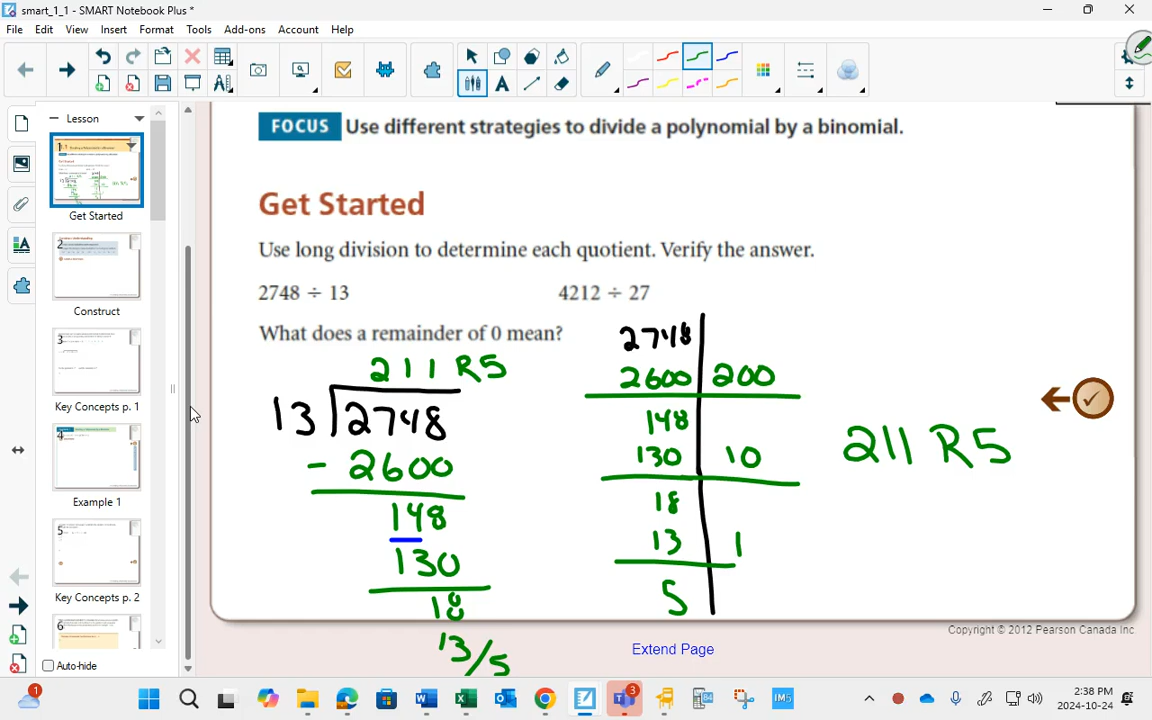 smart_1_1 - SMART Notebook Plus *
File Edit View Insert Format Tools Add-ons Account Help
Lesson
Get Started
Construct
Key Concepts p. 1
Example 1
Key Concepts p. 2
Auto-hide
FOCUS Use different strategies to divide a polynomial by a binomial.
Get Started
Use long division to determine each quotient. Verify the answer.
2748 ÷ 13 4212 ÷ 27
What does a remainder of 0 mean?
211 R5
13 2748
- 2600
148
130
18
13/5
2748
2600 200
148
130 10
18
13 1
5
211 R5
Copyright © 2012 Pearson Canada Inc
Extend Page
2:38 PM
2024-10-24